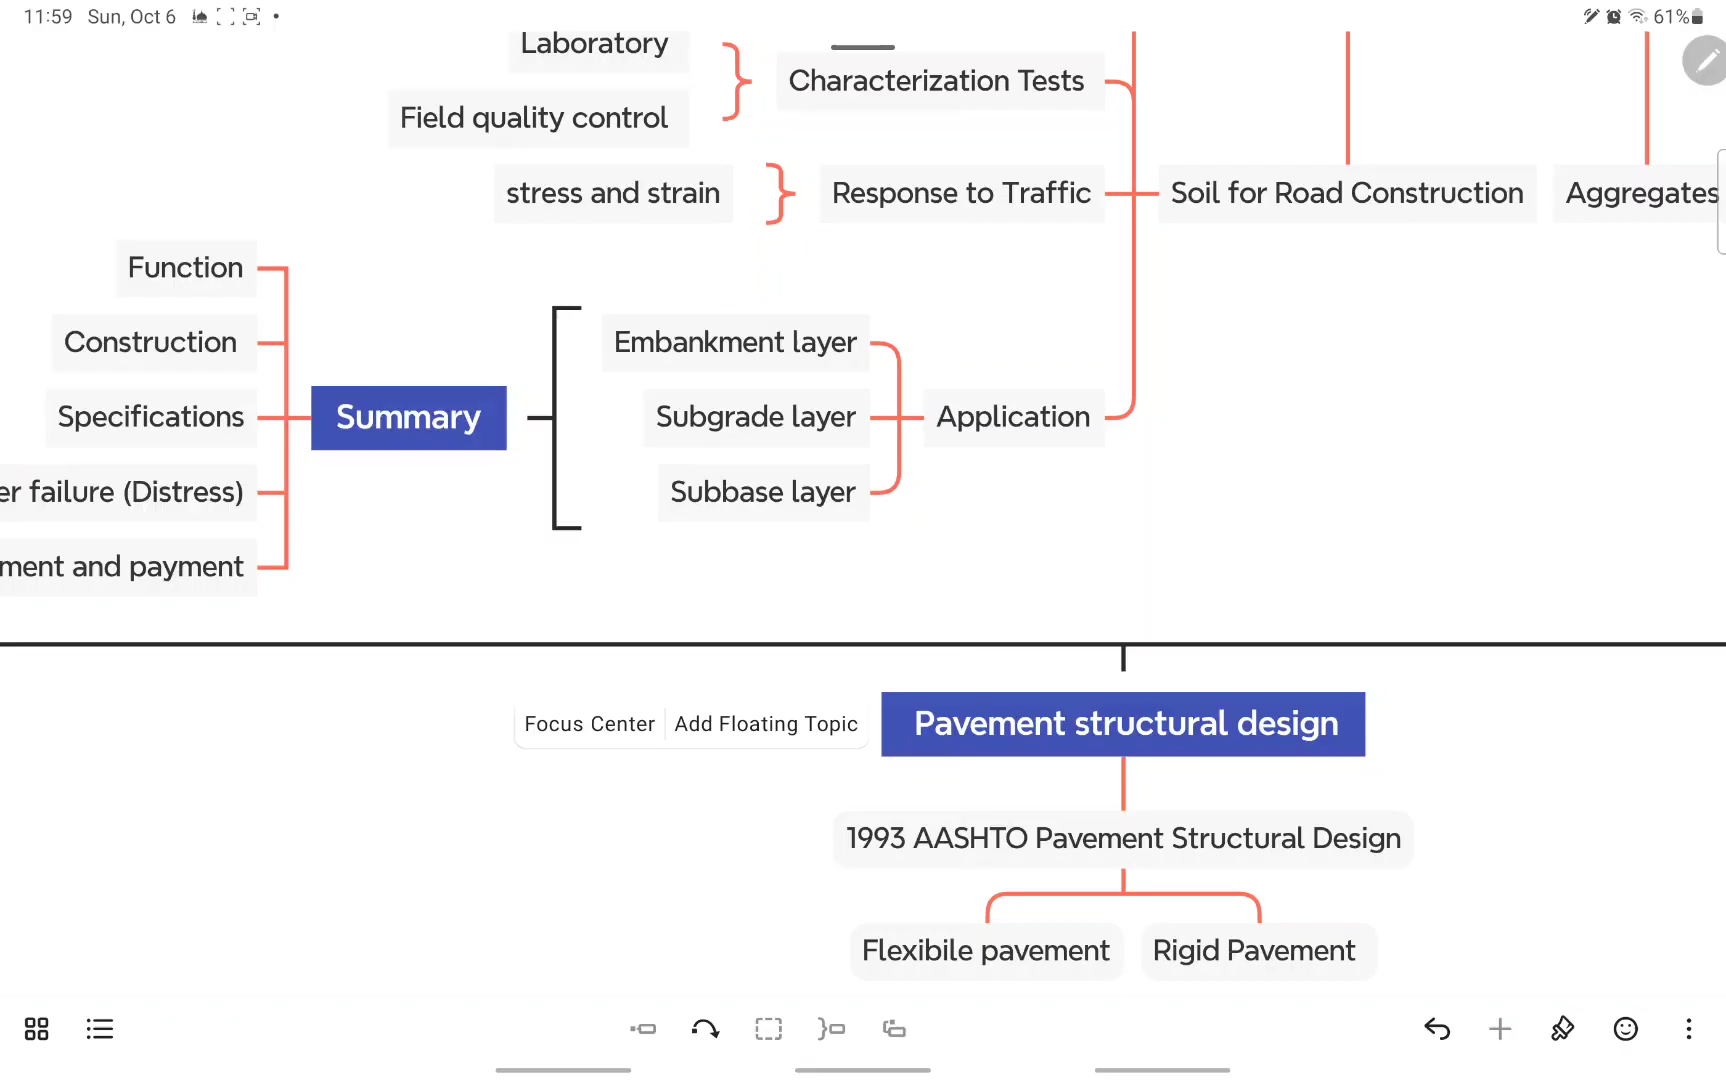 11:59 Sun, Oct 6
61%
Laboratory
Characterization Tests
Field quality control
stress and strain
Response to Traffic
Soil for Road Construction
Aggregates
Function
Construction
Embankment layer
Specifications
Summary
Subgrade layer
Application
er failure (Distress)
Subbase layer
ment and payment
Focus Center
Add Floating Topic
Pavement structural design
1993 AASHTO Pavement Structural Design
Flexibile pavement
Rigid Pavement